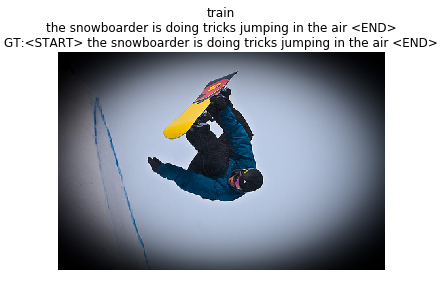 train
the snowboarder is doing tricks jumping in the air <END>
GT:<START> the snowboarder is doing tricks jumping in the air <END>